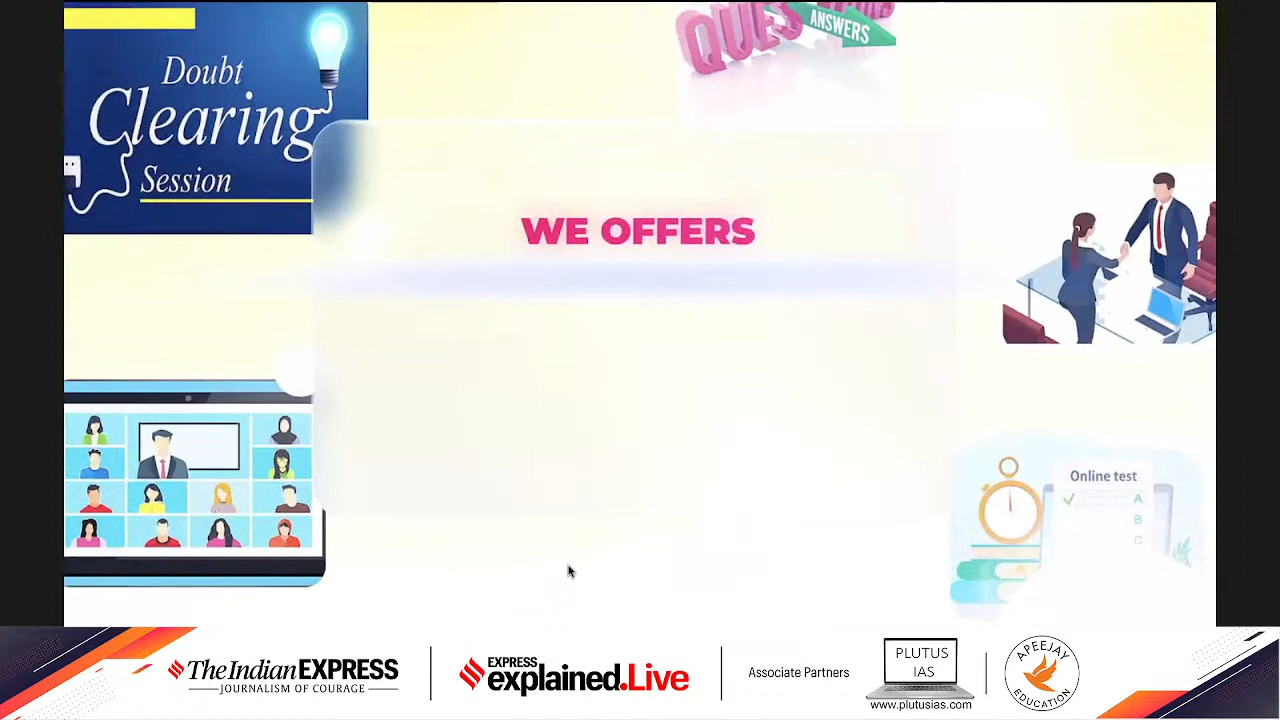 Doubt
Clearing
Session
ANSWERS
WE OFFERS
Online test
A
B
C
The Indian EXPRESS
JOURNALISM OF COURAGE
EXPRESS
explained.Live
Associate Partners
PLUTUS
IAS
www.plutusias.com
APEEJAY
EDUCATION